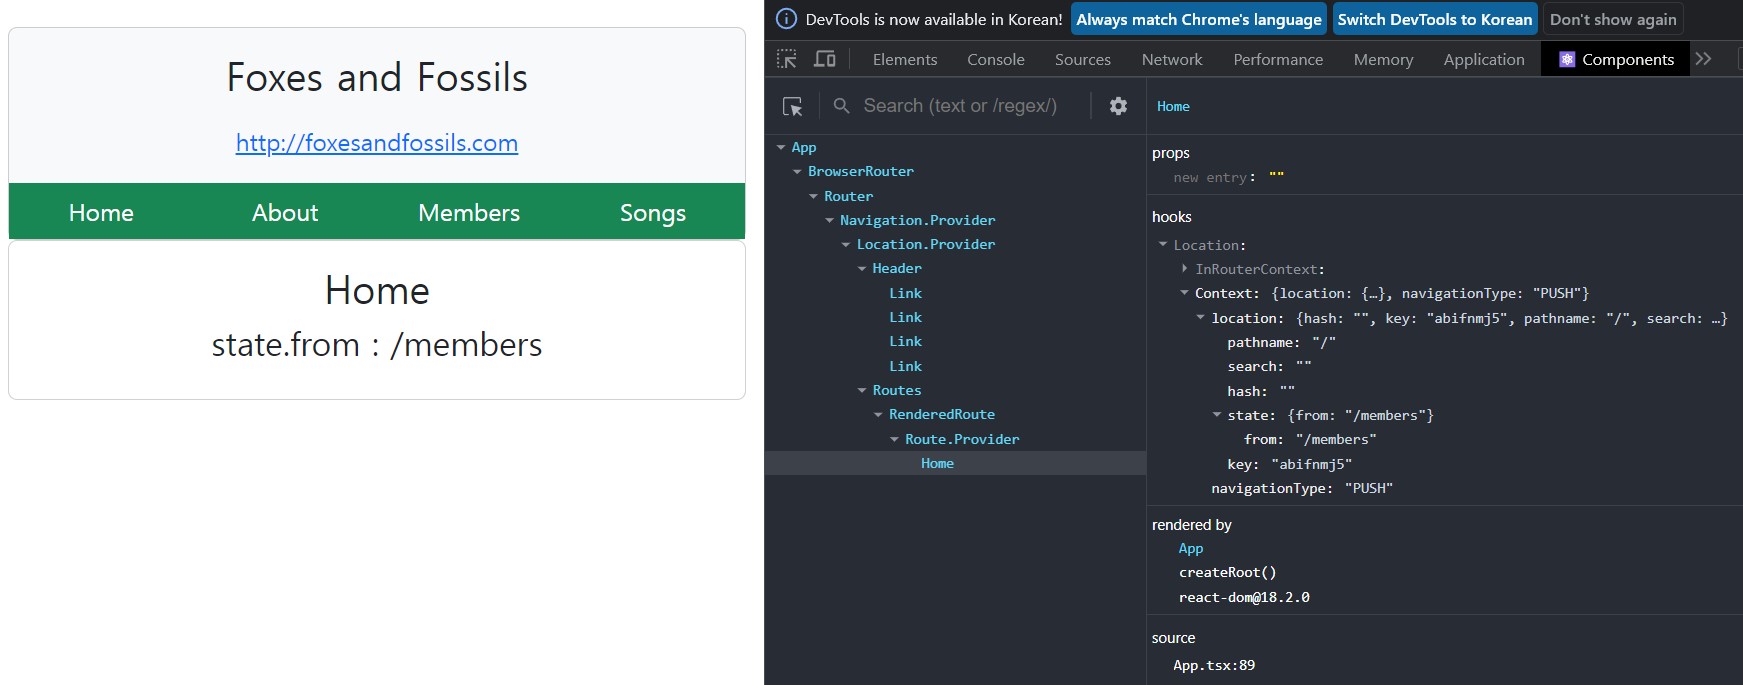 Foxes and Fossils
http://foxesandfossils.com
Home About Members Songs
Home
state.from : /members
DevTools is now available in Korean! Always match Chrome's language Switch DevTools to Korean Don't show again
Elements Console Sources Network Performance Memory Application Components
Search (text or /regex/)
App
BrowserRouter
Router
Navigation.Provider
Location.Provider
Header
Link
Link
Link
Link
Routes
RenderedRoute
Route.Provider
Home
Home
props
new entry: ""
hooks
Location:
InRouterContext:
Context: {location: {…}, navigationType: "PUSH"}
location: {hash: "", key: "abifnmj5", pathname: "/", search: …}
pathname: "/"
search: ""
hash: ""
state: {from: "/members"}
from: "/members"
key: "abifnmj5"
navigationType: "PUSH"
rendered by
App
createRoot()
react-dom@18.2.0
source
App.tsx:89